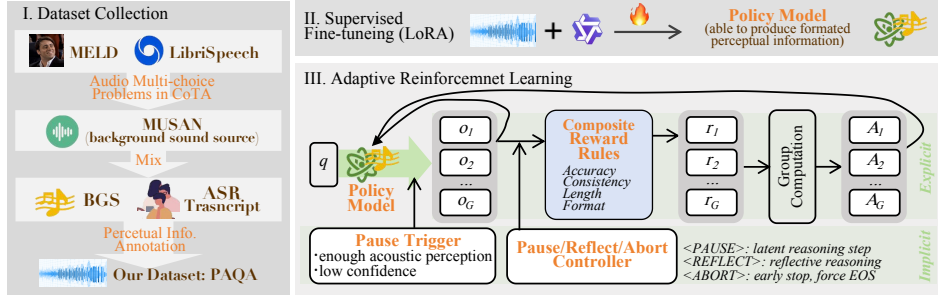 I. Dataset Collection
MELD
LibriSpeech
Audio Multi-choice
Problems in CoTA
MUSAN
(background sound source)
Mix
BGS
ASR
Trasncript
Percetual Info.
Annotation
Our Dataset: PAQA
II. Supervised
Fine-tuneing (LoRA)
+
Policy Model
(able to produce formated
perceptual information)
III. Adaptive Reinforcemnet Learning
q
Policy
Model
o1
o2
...
oG
Composite
Reward
Rules
Accuracy
Consistency
Length
Format
r1
r2
...
rG
Group
Computation
A1
A2
...
AG
Explicit
Pause Trigger
·enough acoustic perception
·low confidence
Pause/Reflect/Abort
Controller
<PAUSE>: latent reasoning step
<REFLECT>: reflective reasoning
<ABORT>: early stop, force EOS
Implicit